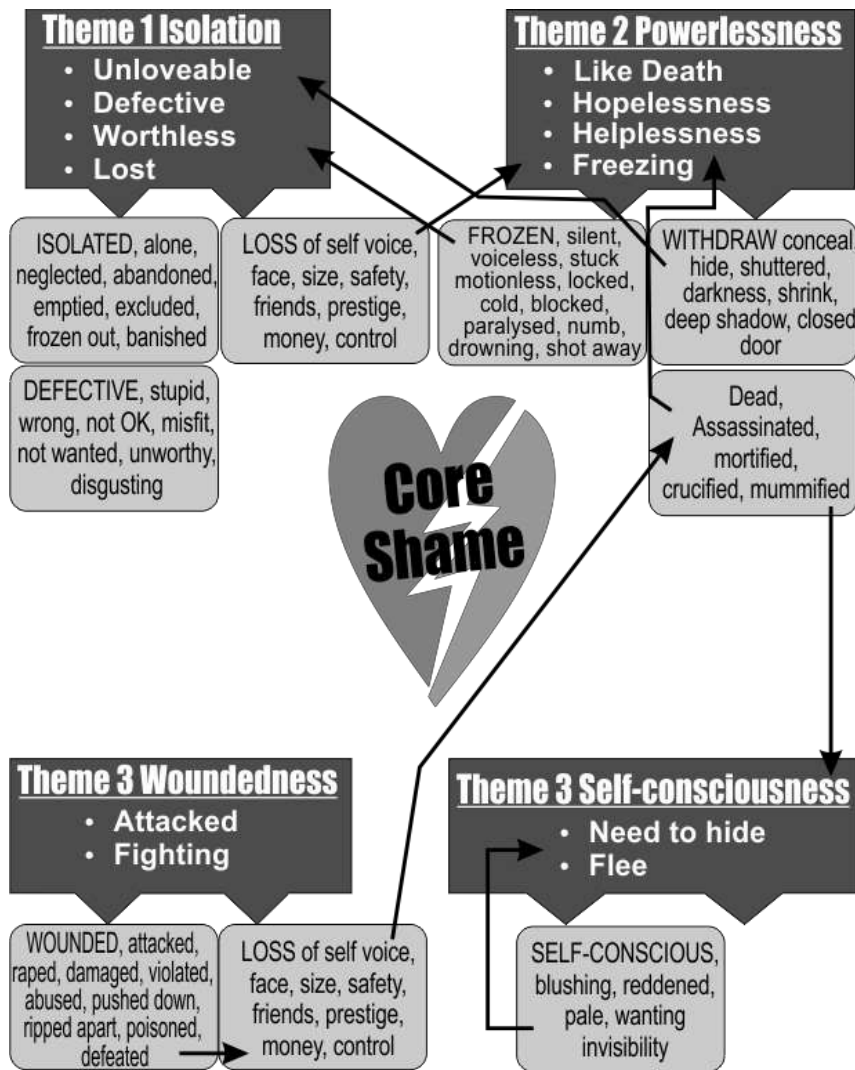 Theme 1 Isolation
• Unloveable
• Defective
• Worthless
• Lost
Theme 2 Powerlessness
• Like Death
• Hopelessness
• Helplessness
• Freezing
ISOLATED, alone,
neglected, abandoned,
emptied, excluded,
frozen out, banished
LOSS of self voice,
face, size, safety,
friends, prestige,
money, control
FROZEN, silent,
voiceless, stuck
motionless, locked,
cold, blocked,
paralysed, numb,
drowning, shot away
WITHDRAW conceal,
hide, shuttered,
darkness, shrink,
deep shadow, closed
door
DEFECTIVE, stupid,
wrong, not OK, misfit,
not wanted, unworthy,
disgusting
Dead,
Assassinated,
mortified,
crucified, mummified
Core
Shame
Theme 3 Woundedness
• Attacked
• Fighting
Theme 3 Self-consciousness
• Need to hide
• Flee
WOUNDED, attacked,
raped, damaged, violated,
abused, pushed down,
ripped apart, poisoned,
defeated
LOSS of self voice,
face, size, safety,
friends, prestige,
money, control
SELF-CONSCIOUS,
blushing, reddened,
pale, wanting
invisibility